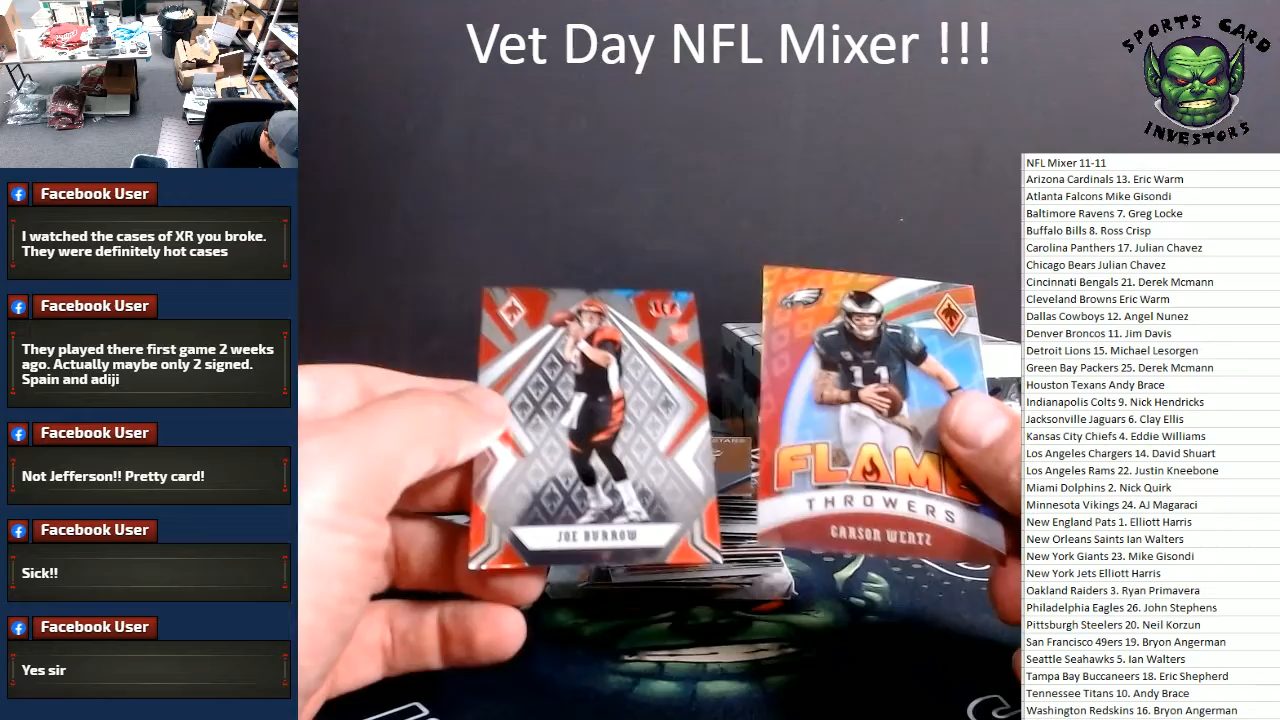 Vet Day NFL Mixer !!!
SPORTS CARD
INVESTORS
Facebook User
I watched the cases of XR you broke.
They were definitely hot cases
Facebook User
They played there first game 2 weeks
ago. Actually maybe only 2 signed.
Spain and adiji
Facebook User
Not Jefferson!! Pretty card!
Facebook User
Sick!!
Facebook User
Yes sir
JOE BURROW
11
FLAME
THROWERS
CARSON WENTZ
NFL Mixer 11-11
Arizona Cardinals 13. Eric Warm
Atlanta Falcons Mike Gisondi
Baltimore Ravens 7. Greg Locke
Buffalo Bills 8. Ross Crisp
Carolina Panthers 17. Julian Chavez
Chicago Bears Julian Chavez
Cincinnati Bengals 21. Derek Mcmann
Cleveland Browns Eric Warm
Dallas Cowboys 12. Angel Nunez
Denver Broncos 11. Jim Davis
Detroit Lions 15. Michael Lesorgen
Green Bay Packers 25. Derek Mcmann
Houston Texans Andy Brace
Indianapolis Colts 9. Nick Hendricks
Jacksonville Jaguars 6. Clay Ellis
Kansas City Chiefs 4. Eddie Williams
Los Angeles Chargers 14. David Shuart
Los Angeles Rams 22. Justin Kneebone
Miami Dolphins 2. Nick Quirk
Minnesota Vikings 24. AJ Magaraci
New England Pats 1. Elliott Harris
New Orleans Saints Ian Walters
New York Giants 23. Mike Gisondi
New York Jets Elliott Harris
Oakland Raiders 3. Ryan Primavera
Philadelphia Eagles 26. John Stephens
Pittsburgh Steelers 20. Neil Korzun
San Francisco 49ers 19. Bryon Angerman
Seattle Seahawks 5. Ian Walters
Tampa Bay Buccaneers 18. Eric Shepherd
Tennessee Titans 10. Andy Brace
Washington Redskins 16. Bryon Angerman